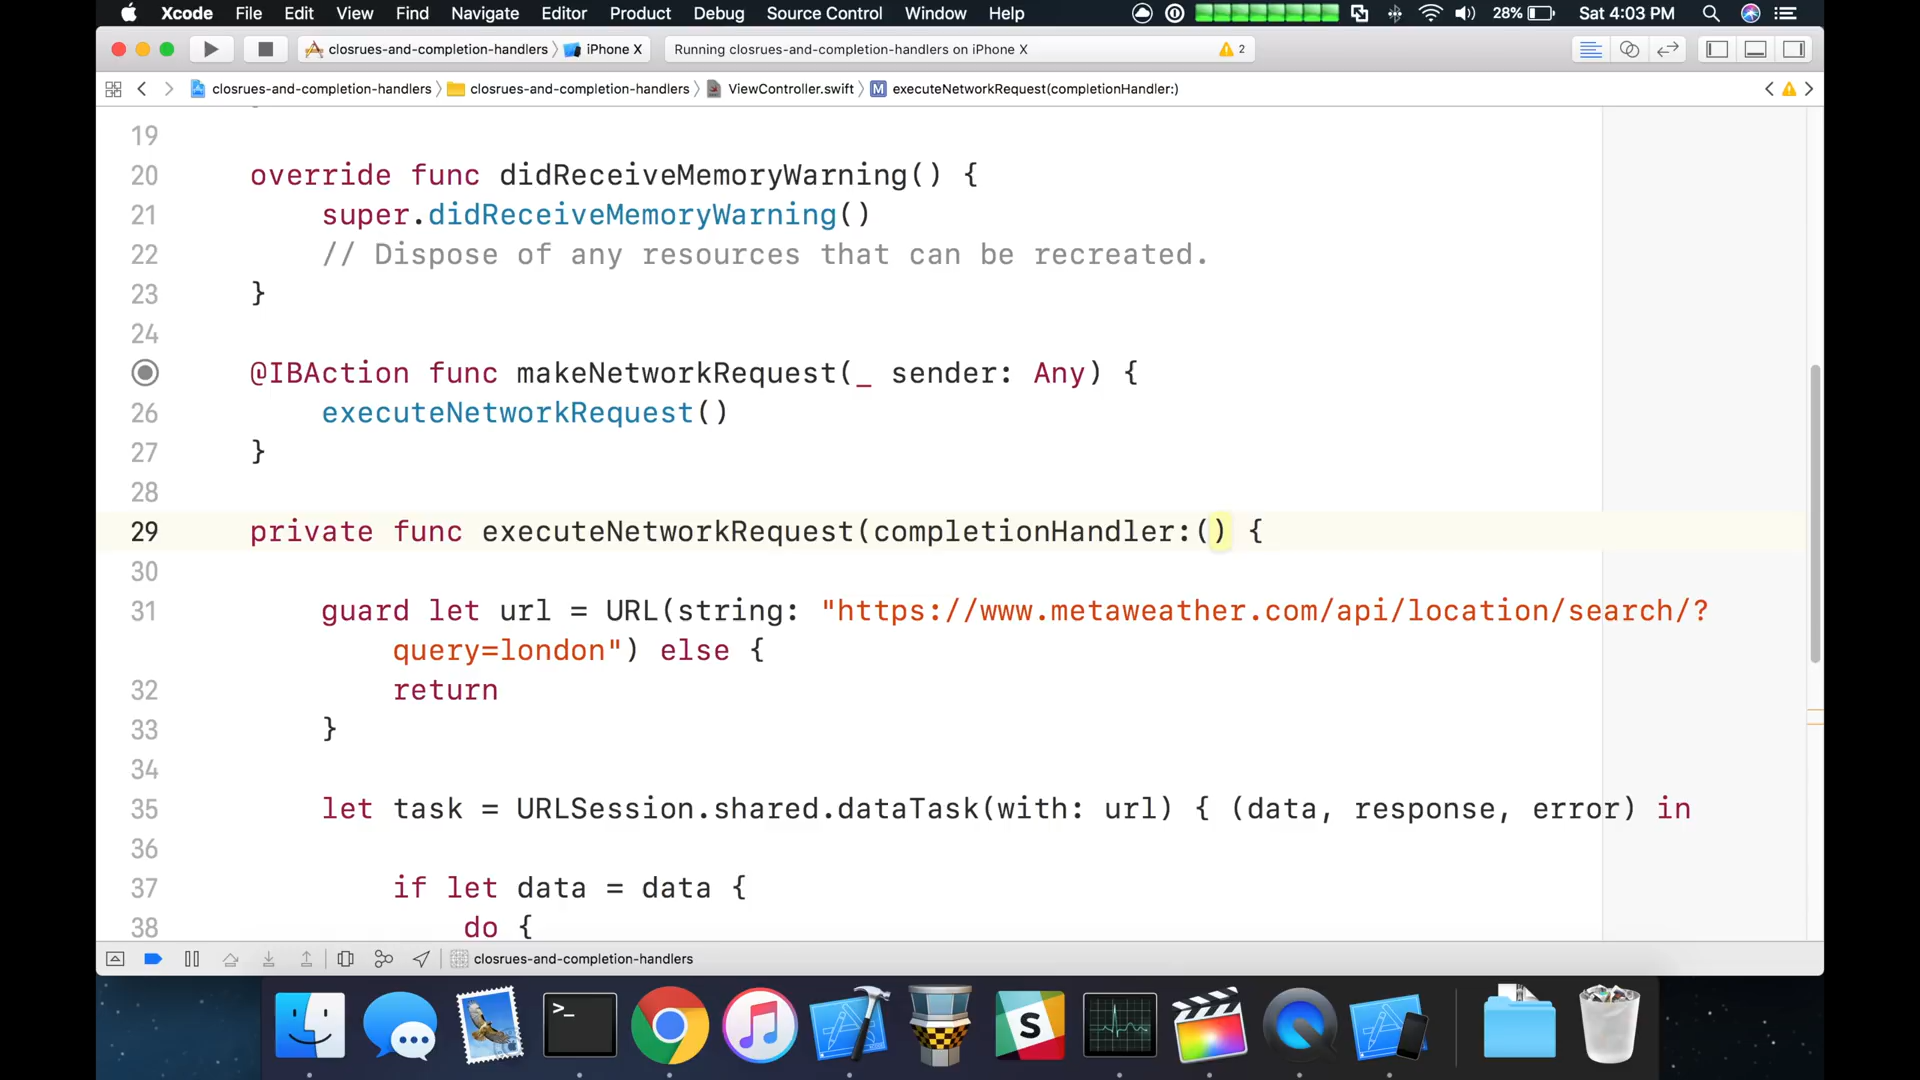 Xcode File Edit View Find Navigate Editor Product Debug Source Control Window Help 28% Sat 4:03 PM
closrues-and-completion-handlers iPhone X Running closrues-and-completion-handlers on iPhone X 2
closrues-and-completion-handlers closrues-and-completion-handlers ViewController.swift M executeNetworkRequest(completionHandler:)
19
20 override func didReceiveMemoryWarning() {
21 super.didReceiveMemoryWarning()
22 // Dispose of any resources that can be recreated.
23 }
24
@IBAction func makeNetworkRequest(_ sender: Any) {
26 executeNetworkRequest()
27 }
28
29 private func executeNetworkRequest(completionHandler:() {
30
31 guard let url = URL(string: "https://www.metaweather.com/api/location/search/?
query=london") else {
32 return
33 }
34
35 let task = URLSession.shared.dataTask(with: url) { (data, response, error) in
36
37 if let data = data {
38 do {
closrues-and-completion-handlers
>_
S